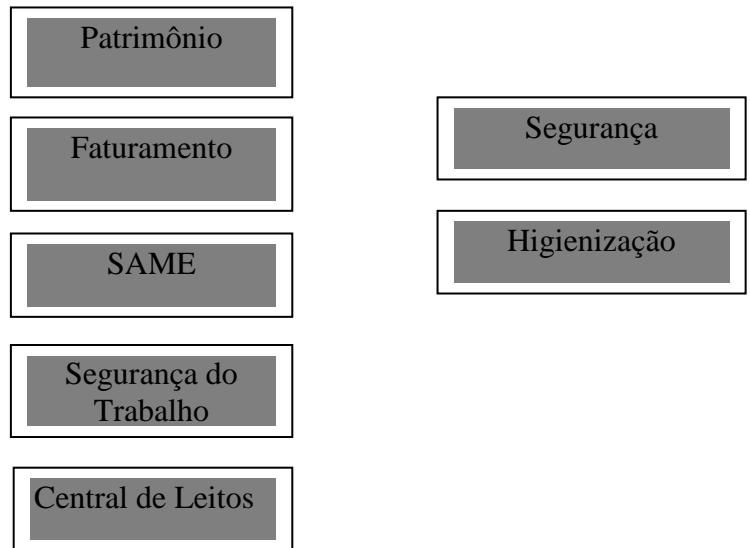 Patrimônio
Faturamento
SAME
Segurança do
Trabalho
Central de Leitos
Segurança
Higienização